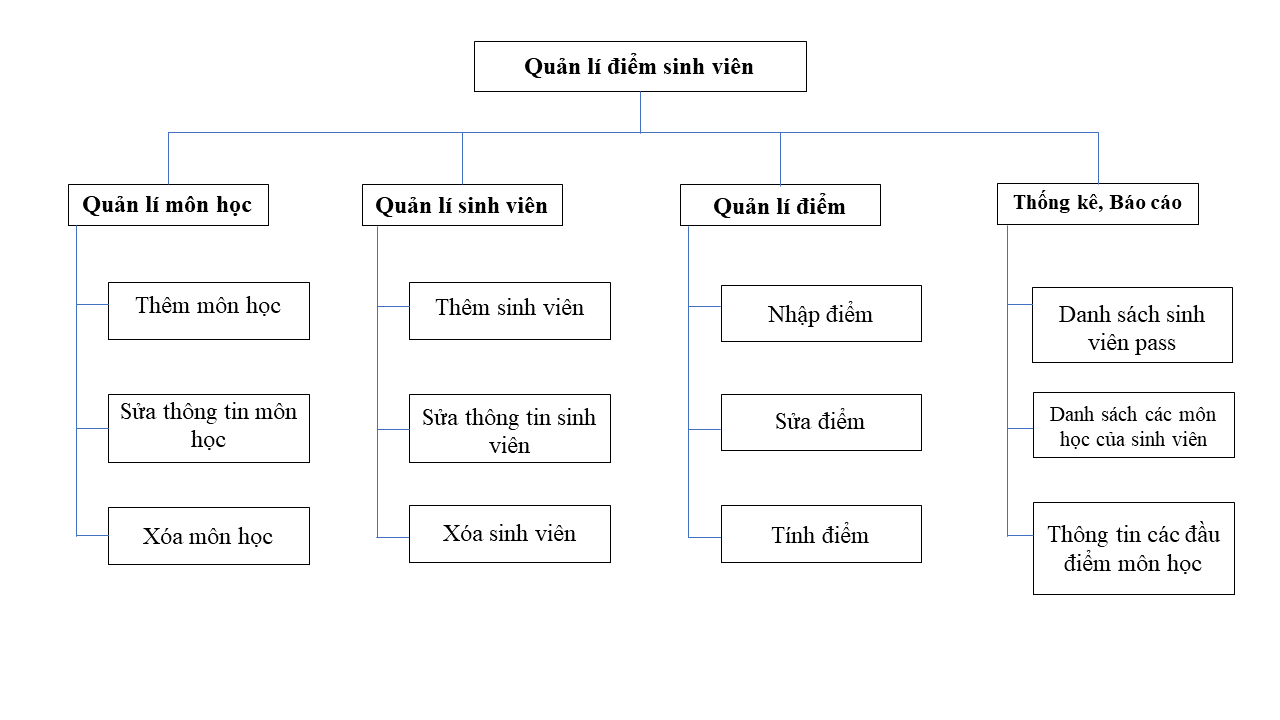 Quản lí điểm sinh viên
Quản lí môn học
Quản lí sinh viên
Quản lí điểm
Thống kê, Báo cáo
Thêm môn học
Sửa thông tin môn
học
Xóa môn học
Thêm sinh viên
Sửa thông tin sinh
viên
Xóa sinh viên
Nhập điểm
Sửa điểm
Tính điểm
Danh sách sinh
viên pass
Danh sách các môn
học của sinh viên
Thông tin các đầu
điểm môn học